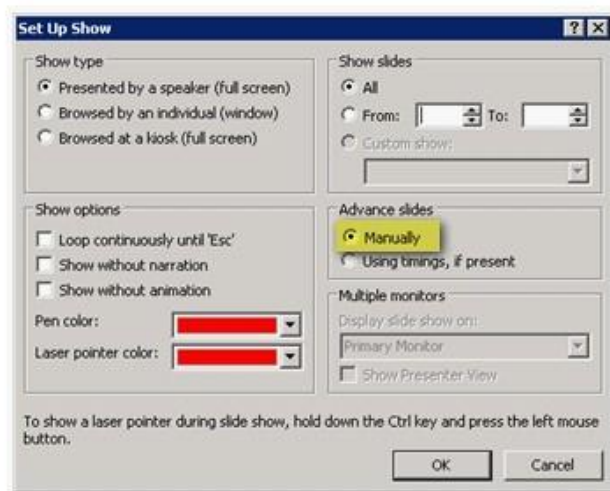 Set Up Show
Show type
Presented by a speaker (full screen)
Browsed by an individual (window)
Browsed at a kiosk (full screen)
Show slides
All
From: To:
Custom show:
Show options
Loop continuously until 'Esc'
Show without narration
Show without animation
Pen color:
Laser pointer color:
Advance slides
Manually
Using timings, if present
Multiple monitors
Display slide show on:
Primary Monitor
Show Presenter View
To show a laser pointer during slide show, hold down the Ctrl key and press the left mouse
button.
OK Cancel